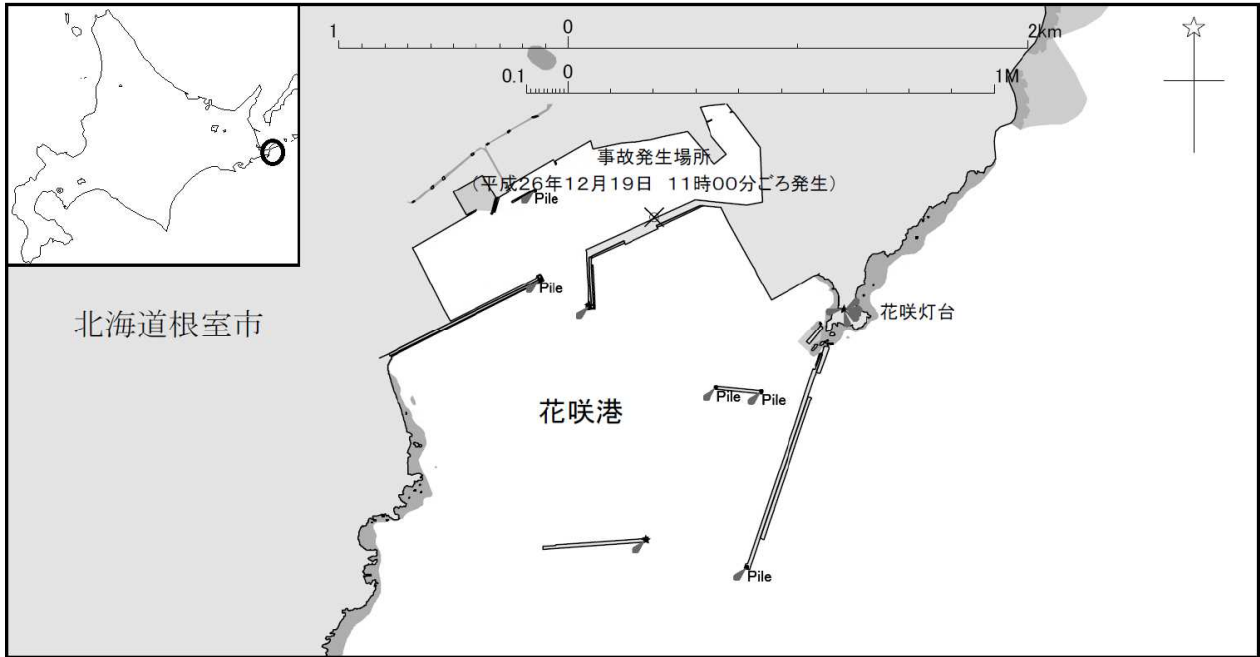 1 0 2km
0.1 0 1M
事故発生場所
（平成26年12月19日 11時00分ごろ発生）
Pile
Pile
花咲灯台
北海道根室市
Pile Pile
花咲港
Pile